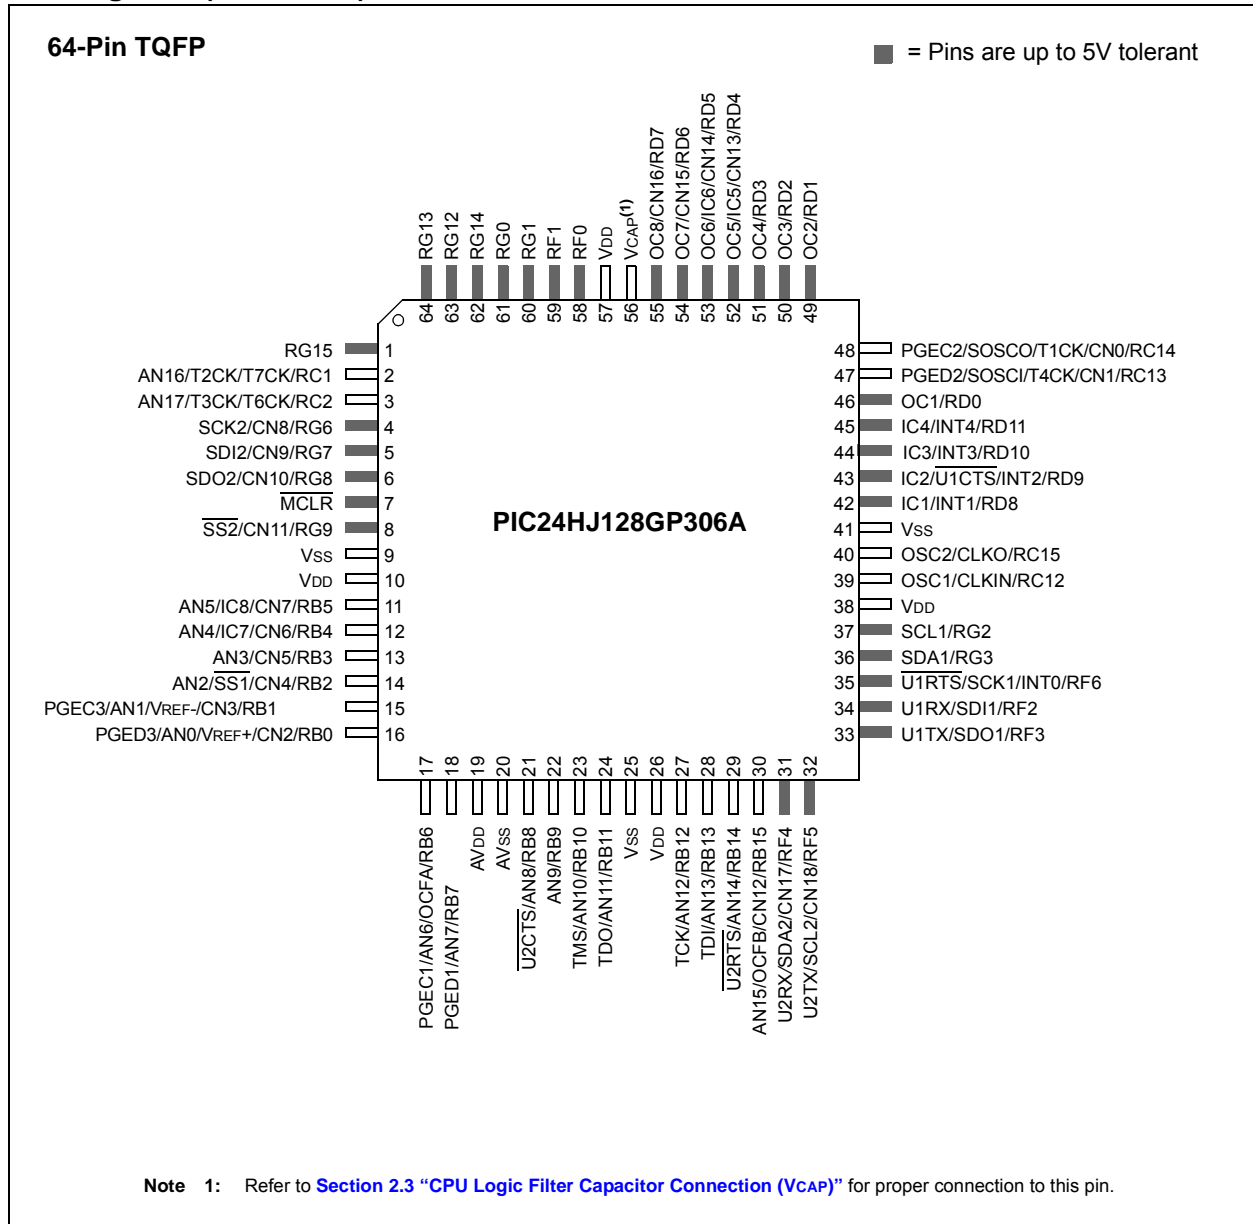 64-Pin TQFP
= Pins are up to 5V tolerant
RG13
RG12
RG14
RG0
RG1
RF1
RF0
VDD
VCAP(1)
OC8/CN16/RD7
OC7/CN15/RD6
OC6/IC6/CN14/RD5
OC5/IC5/CN13/RD4
OC4/RD3
OC3/RD2
OC2/RD1
64
63
62
61
60
59
58
57
56
55
54
53
52
51
50
49
RG15 1
AN16/T2CK/T7CK/RC1 2
AN17/T3CK/T6CK/RC2 3
SCK2/CN8/RG6 4
SDI2/CN9/RG7 5
SDO2/CN10/RG8 6
MCLR 7
SS2/CN11/RG9 8
VSS 9
VDD 10
AN5/IC8/CN7/RB5 11
AN4/IC7/CN6/RB4 12
AN3/CN5/RB3 13
AN2/SS1/CN4/RB2 14
PGEC3/AN1/VREF-/CN3/RB1 15
PGED3/AN0/VREF+/CN2/RB0 16
PIC24HJ128GP306A
48 PGEC2/SOSCO/T1CK/CN0/RC14
47 PGED2/SOSCI/T4CK/CN1/RC13
46 OC1/RD0
45 IC4/INT4/RD11
44 IC3/INT3/RD10
43 IC2/U1CTS/INT2/RD9
42 IC1/INT1/RD8
41 VSS
40 OSC2/CLKO/RC15
39 OSC1/CLKIN/RC12
38 VDD
37 SCL1/RG2
36 SDA1/RG3
35 U1RTS/SCK1/INT0/RF6
34 U1RX/SDI1/RF2
33 U1TX/SDO1/RF3
17
18
19
20
21
22
23
24
25
26
27
28
29
30
31
32
PGEC1/AN6/OCFA/RB6
PGED1/AN7/RB7
AVDD
AVSS
U2CTS/AN8/RB8
AN9/RB9
TMS/AN10/RB10
TDO/AN11/RB11
VSS
VDD
TCK/AN12/RB12
TDI/AN13/RB13
U2RTS/AN14/RB14
AN15/OCFB/CN12/RB15
U2RX/SDA2/CN17/RF4
U2TX/SCL2/CN18/RF5
Note 1: Refer to Section 2.3 “CPU Logic Filter Capacitor Connection (VCAP)” for proper connection to this pin.